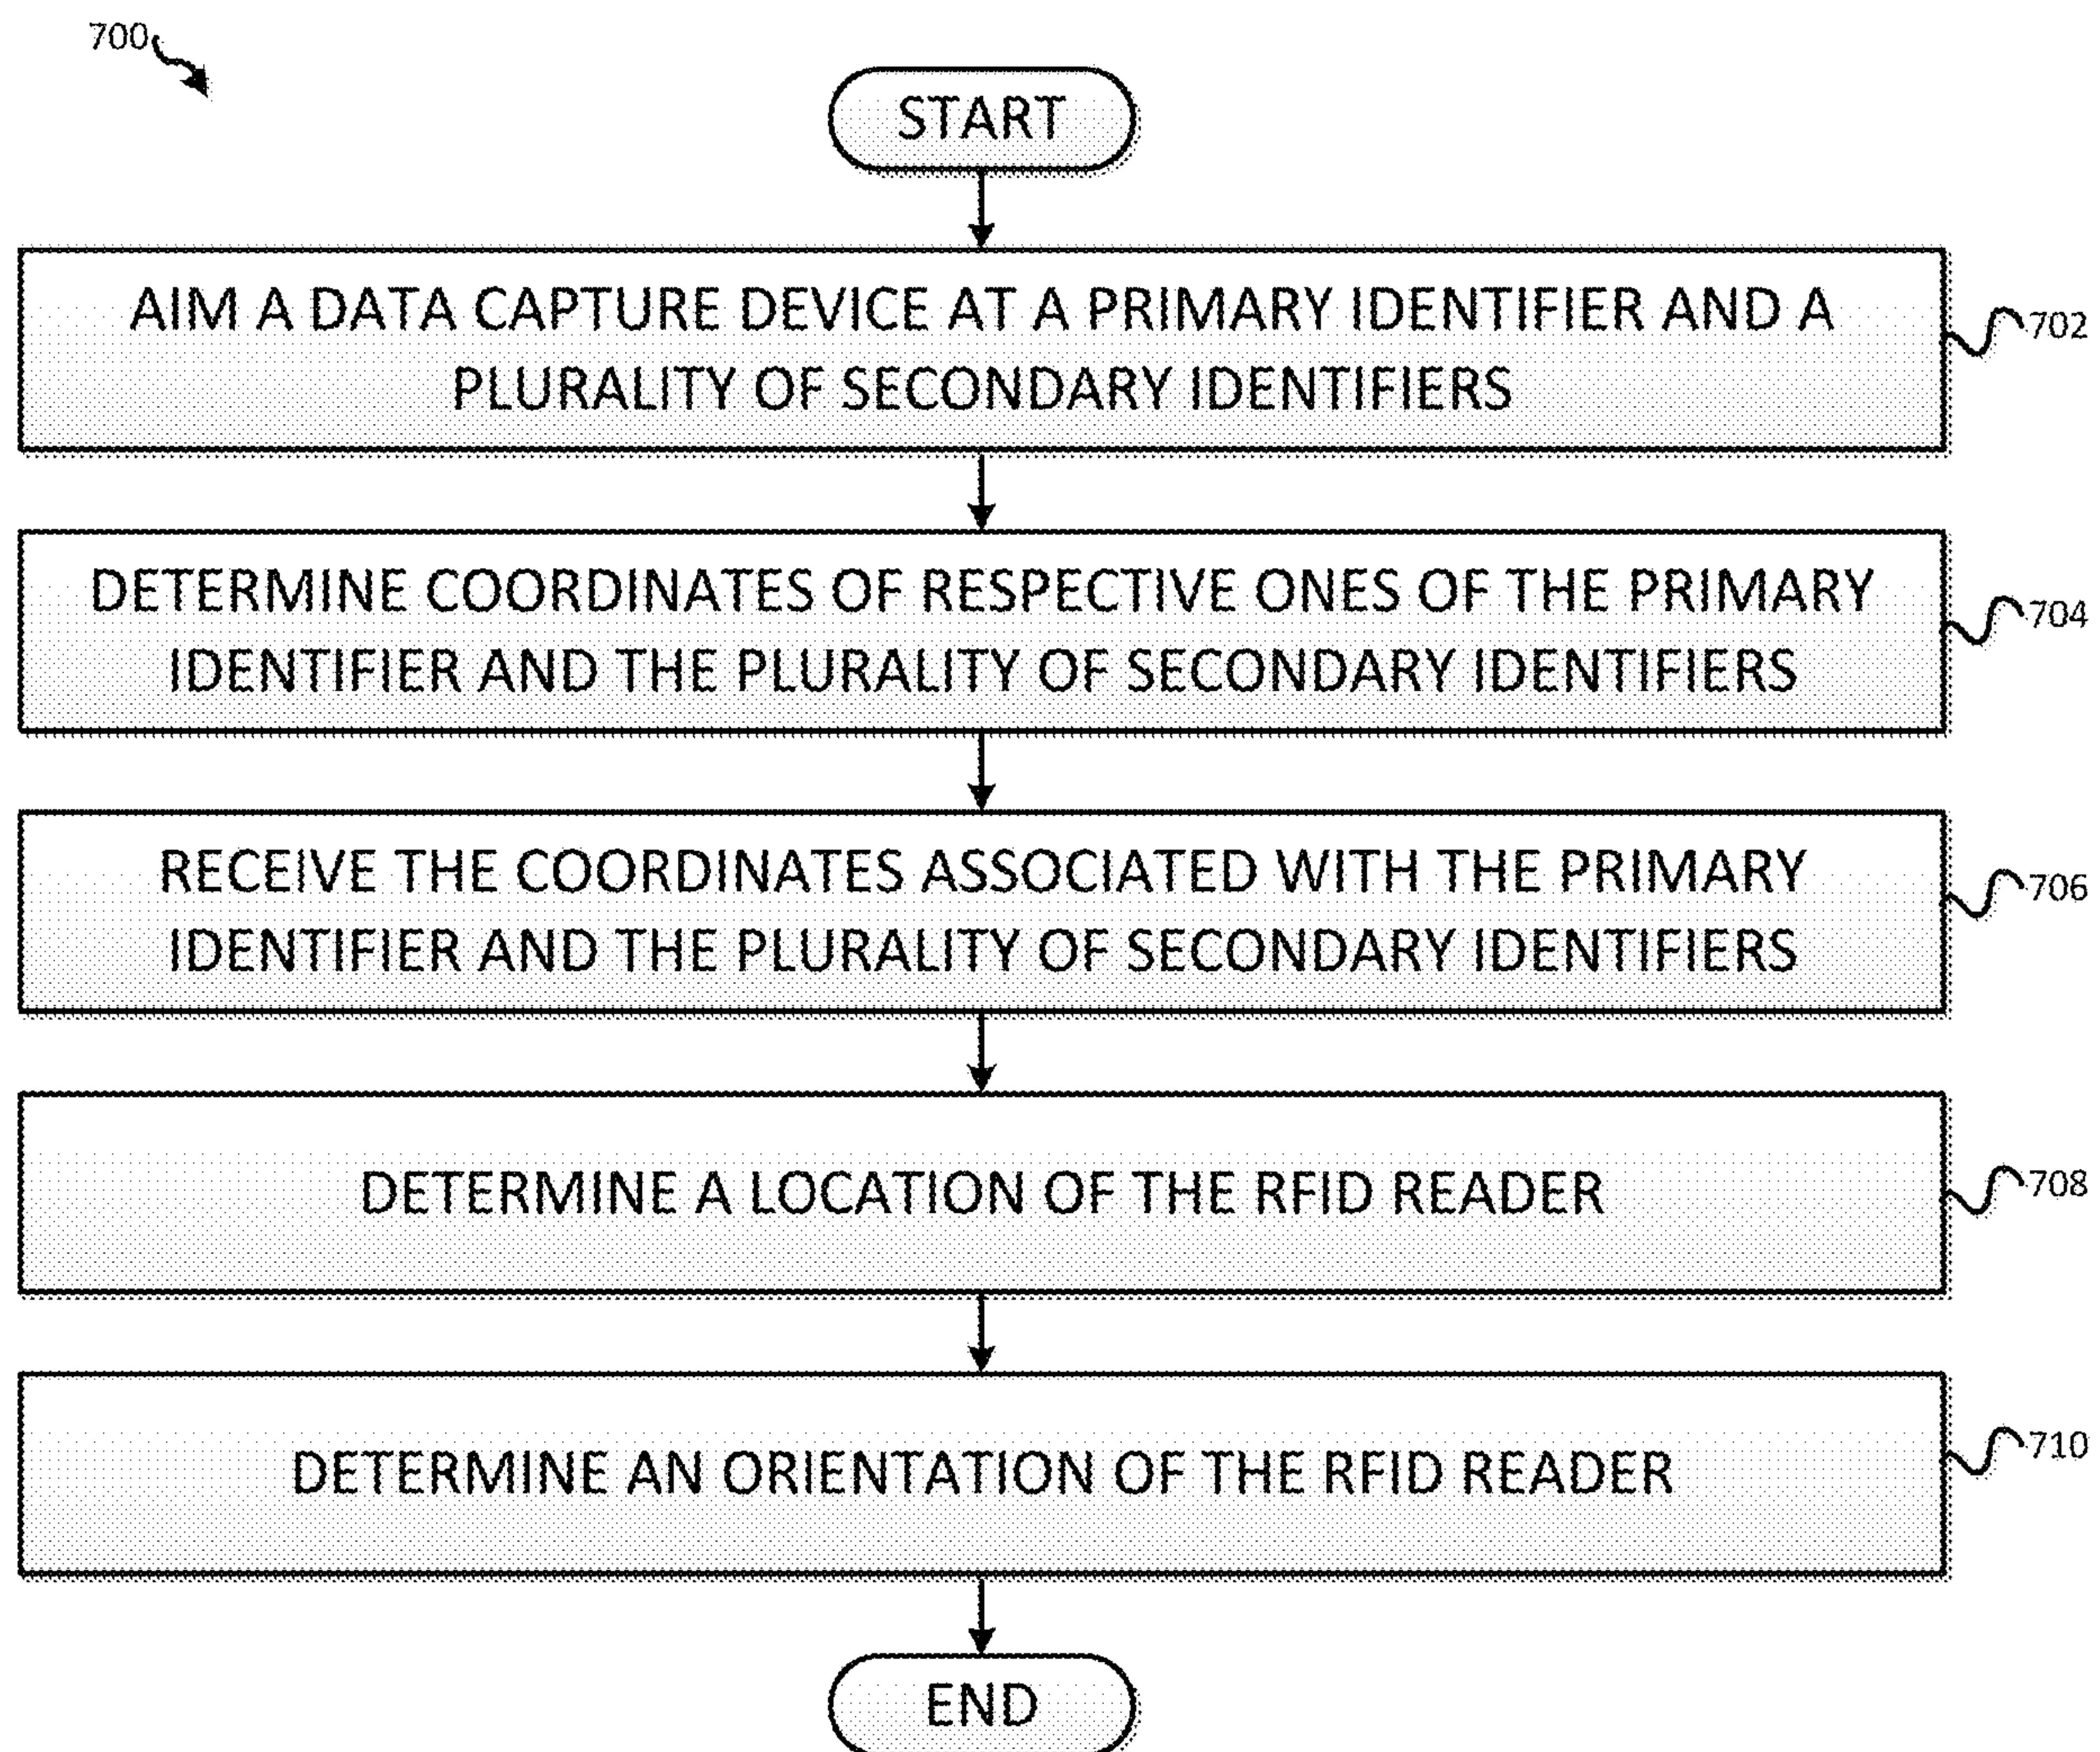 700
START
AIM A DATA CAPTURE DEVICE AT A PRIMARY IDENTIFIER AND A
PLURALITY OF SECONDARY IDENTIFIERS
702
DETERMINE COORDINATES OF RESPECTIVE ONES OF THE PRIMARY
IDENTIFIER AND THE PLURALITY OF SECONDARY IDENTIFIERS
704
RECEIVE THE COORDINATES ASSOCIATED WITH THE PRIMARY
IDENTIFIER AND THE PLURALITY OF SECONDARY IDENTIFIERS
706
DETERMINE A LOCATION OF THE RFID READER
708
DETERMINE AN ORIENTATION OF THE RFID READER
710
END